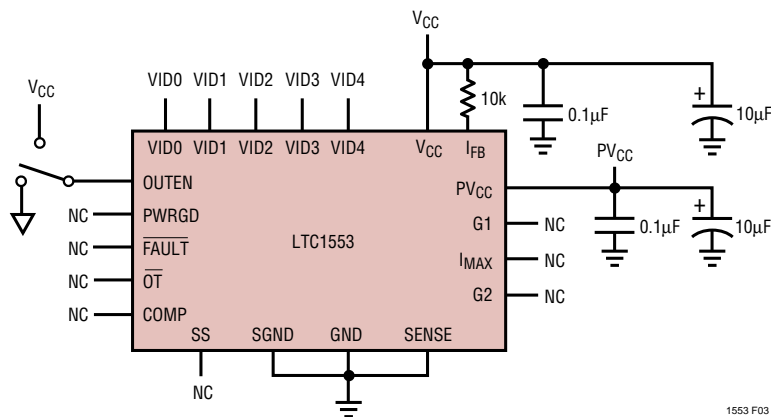 VCC
VID0 VID1 VID2 VID3 VID4
VCC
10k
0.1µF
+
10µF
VID0 VID1 VID2 VID3 VID4 VCC IFB
PVCC
OUTEN
PVCC
NC PWRGD
G1 NC
0.1µF
+
10µF
NC FAULT
LTC1553
IMAX NC
NC OT
G2 NC
NC COMP
SS SGND GND SENSE
NC
1553 F03